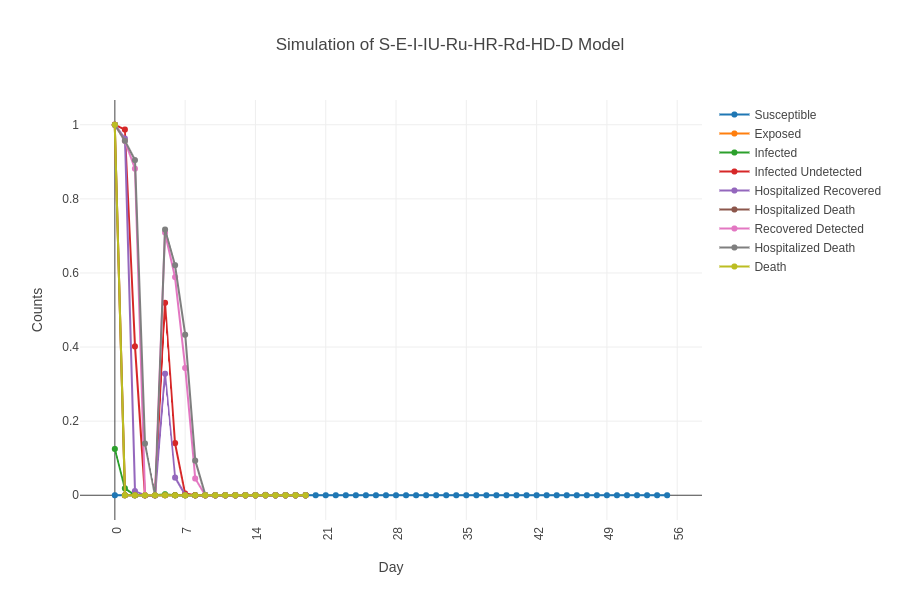 Simulation of S-E-I-IU-Ru-HR-Rd-HD-D Model
Counts
1
0.8
0.6
0.4
0.2
0
0
7
14
21
28
35
42
49
56
Day
Susceptible
Exposed
Infected
Infected Undetected
Hospitalized Recovered
Hospitalized Death
Recovered Detected
Hospitalized Death
Death